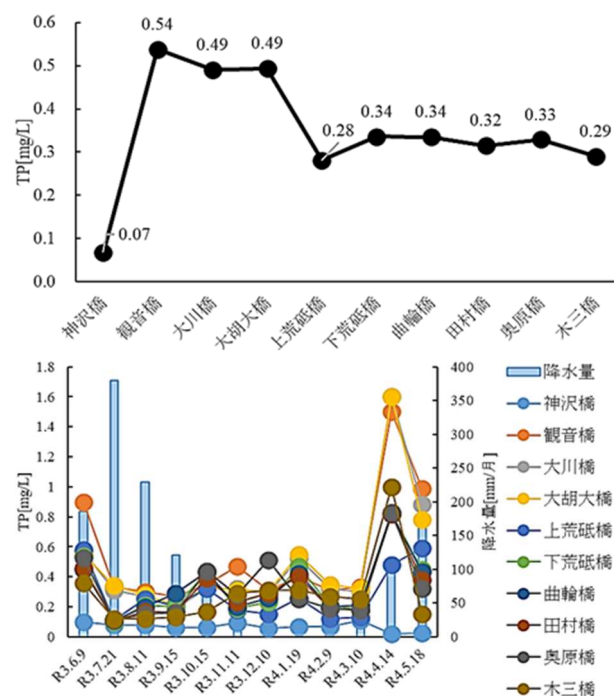 TP[mg/L]
0.6
0.5
0.4
0.3
0.2
0.1
0.0
0.07
0.54
0.49
0.49
0.28
0.34
0.34
0.32
0.33
0.29
神沢橋
観音橋
大川橋
大胡大橋
上荒砥橋
下荒砥橋
曲輪橋
田村橋
奥原橋
木三橋
TP[mg/L]
1.8
1.6
1.4
1.2
1
0.8
0.6
0.4
0.2
0
降水量[mm/月]
400
350
300
250
200
150
100
50
0
R3.6.9
R3.7.21
R3.8.11
R3.9.15
R3.10.15
R3.11.11
R3.12.10
R4.1.19
R4.2.9
R4.3.10
R4.4.14
R4.5.18
降水量
神沢橋
観音橋
大川橋
大胡大橋
上荒砥橋
下荒砥橋
曲輪橋
田村橋
奥原橋
木三橋